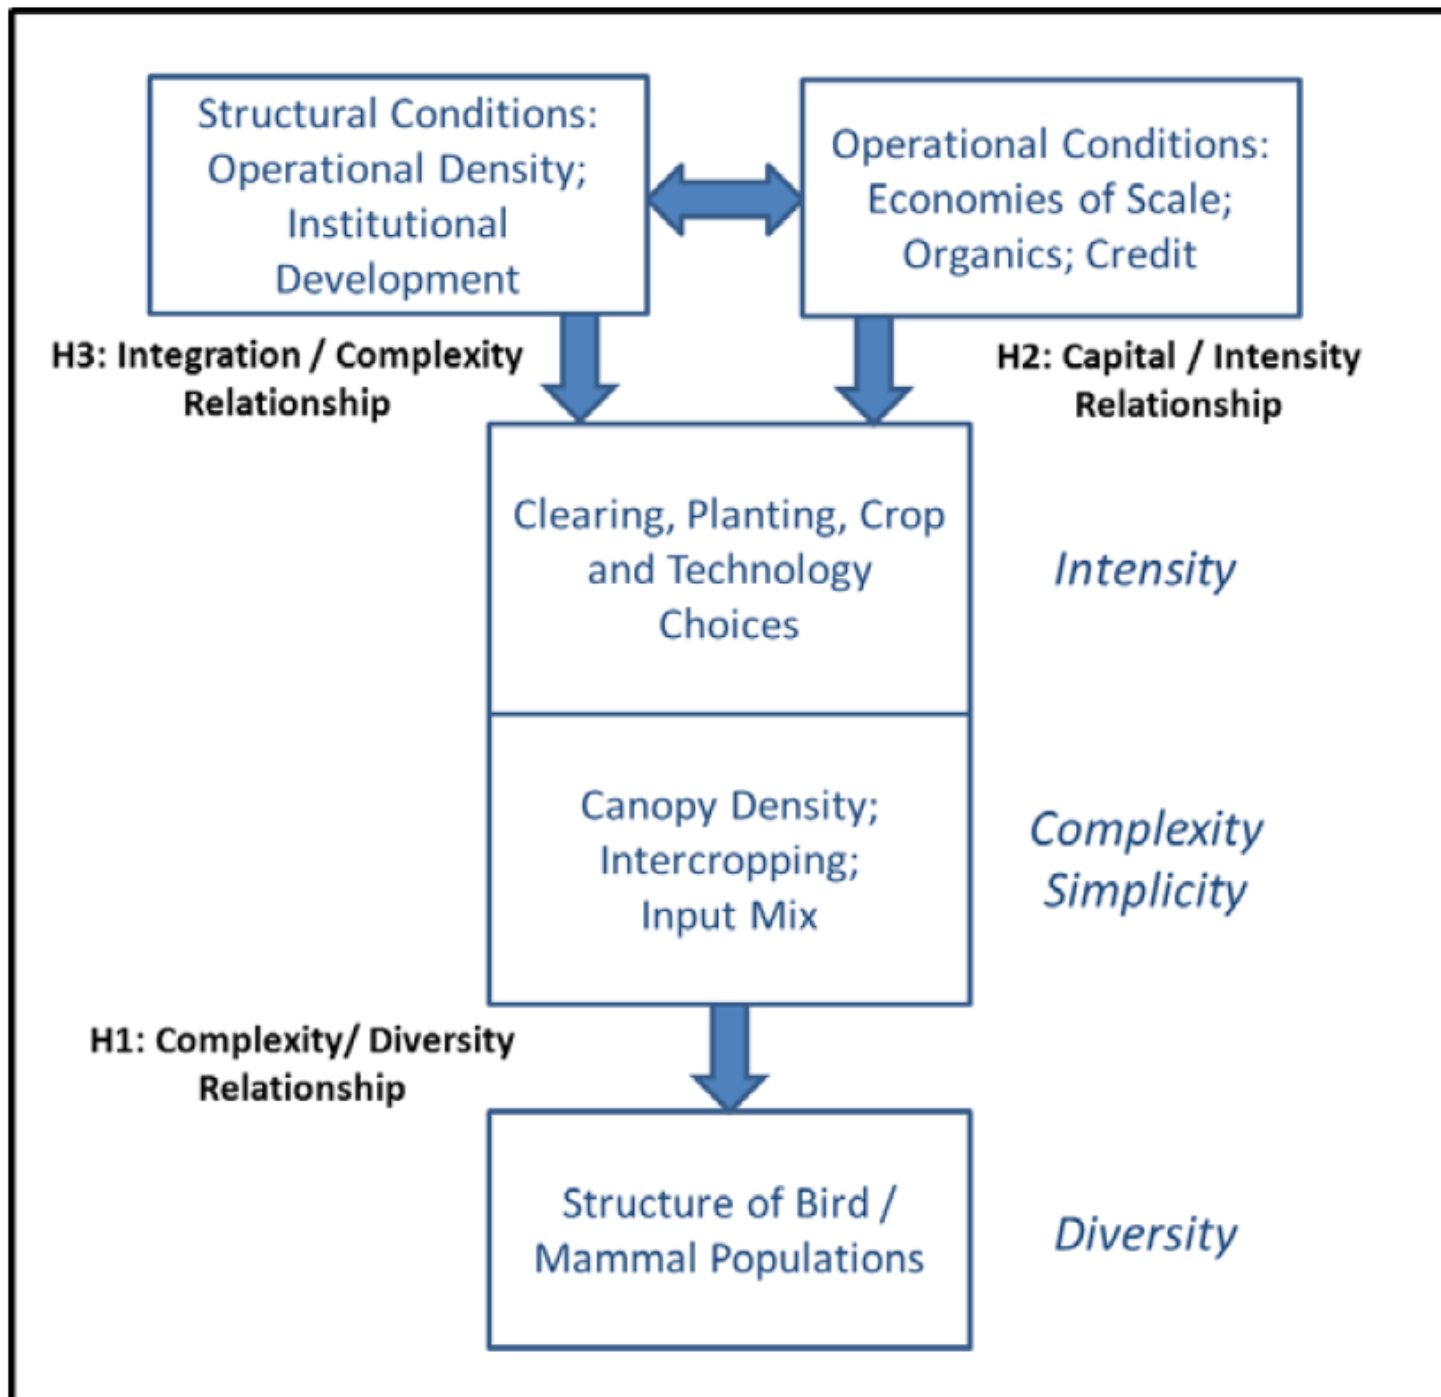 Structural Conditions:
Operational Density;
Institutional
Development
Operational Conditions:
Economies of Scale;
Organics; Credit
H3: Integration / Complexity
Relationship
H2: Capital / Intensity
Relationship
Clearing, Planting, Crop
and Technology
Choices
Intensity
Canopy Density;
Intercropping;
Input Mix
Complexity
Simplicity
H1: Complexity/ Diversity
Relationship
Structure of Bird /
Mammal Populations
Diversity